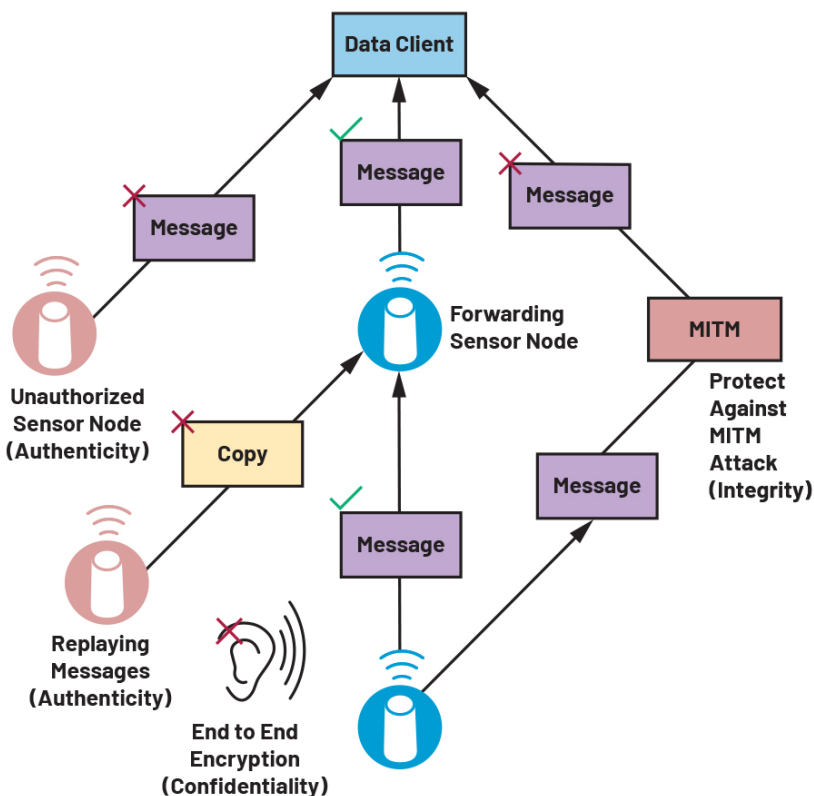 Data Client
Message
Message
Message
Forwarding
Sensor Node
MITM
Unauthorized
Sensor Node
(Authenticity)
Protect
Against
MITM
Attack
(Integrity)
Copy
Message
Message
Replaying
Messages
(Authenticity)
End to End
Encryption
(Confidentiality)